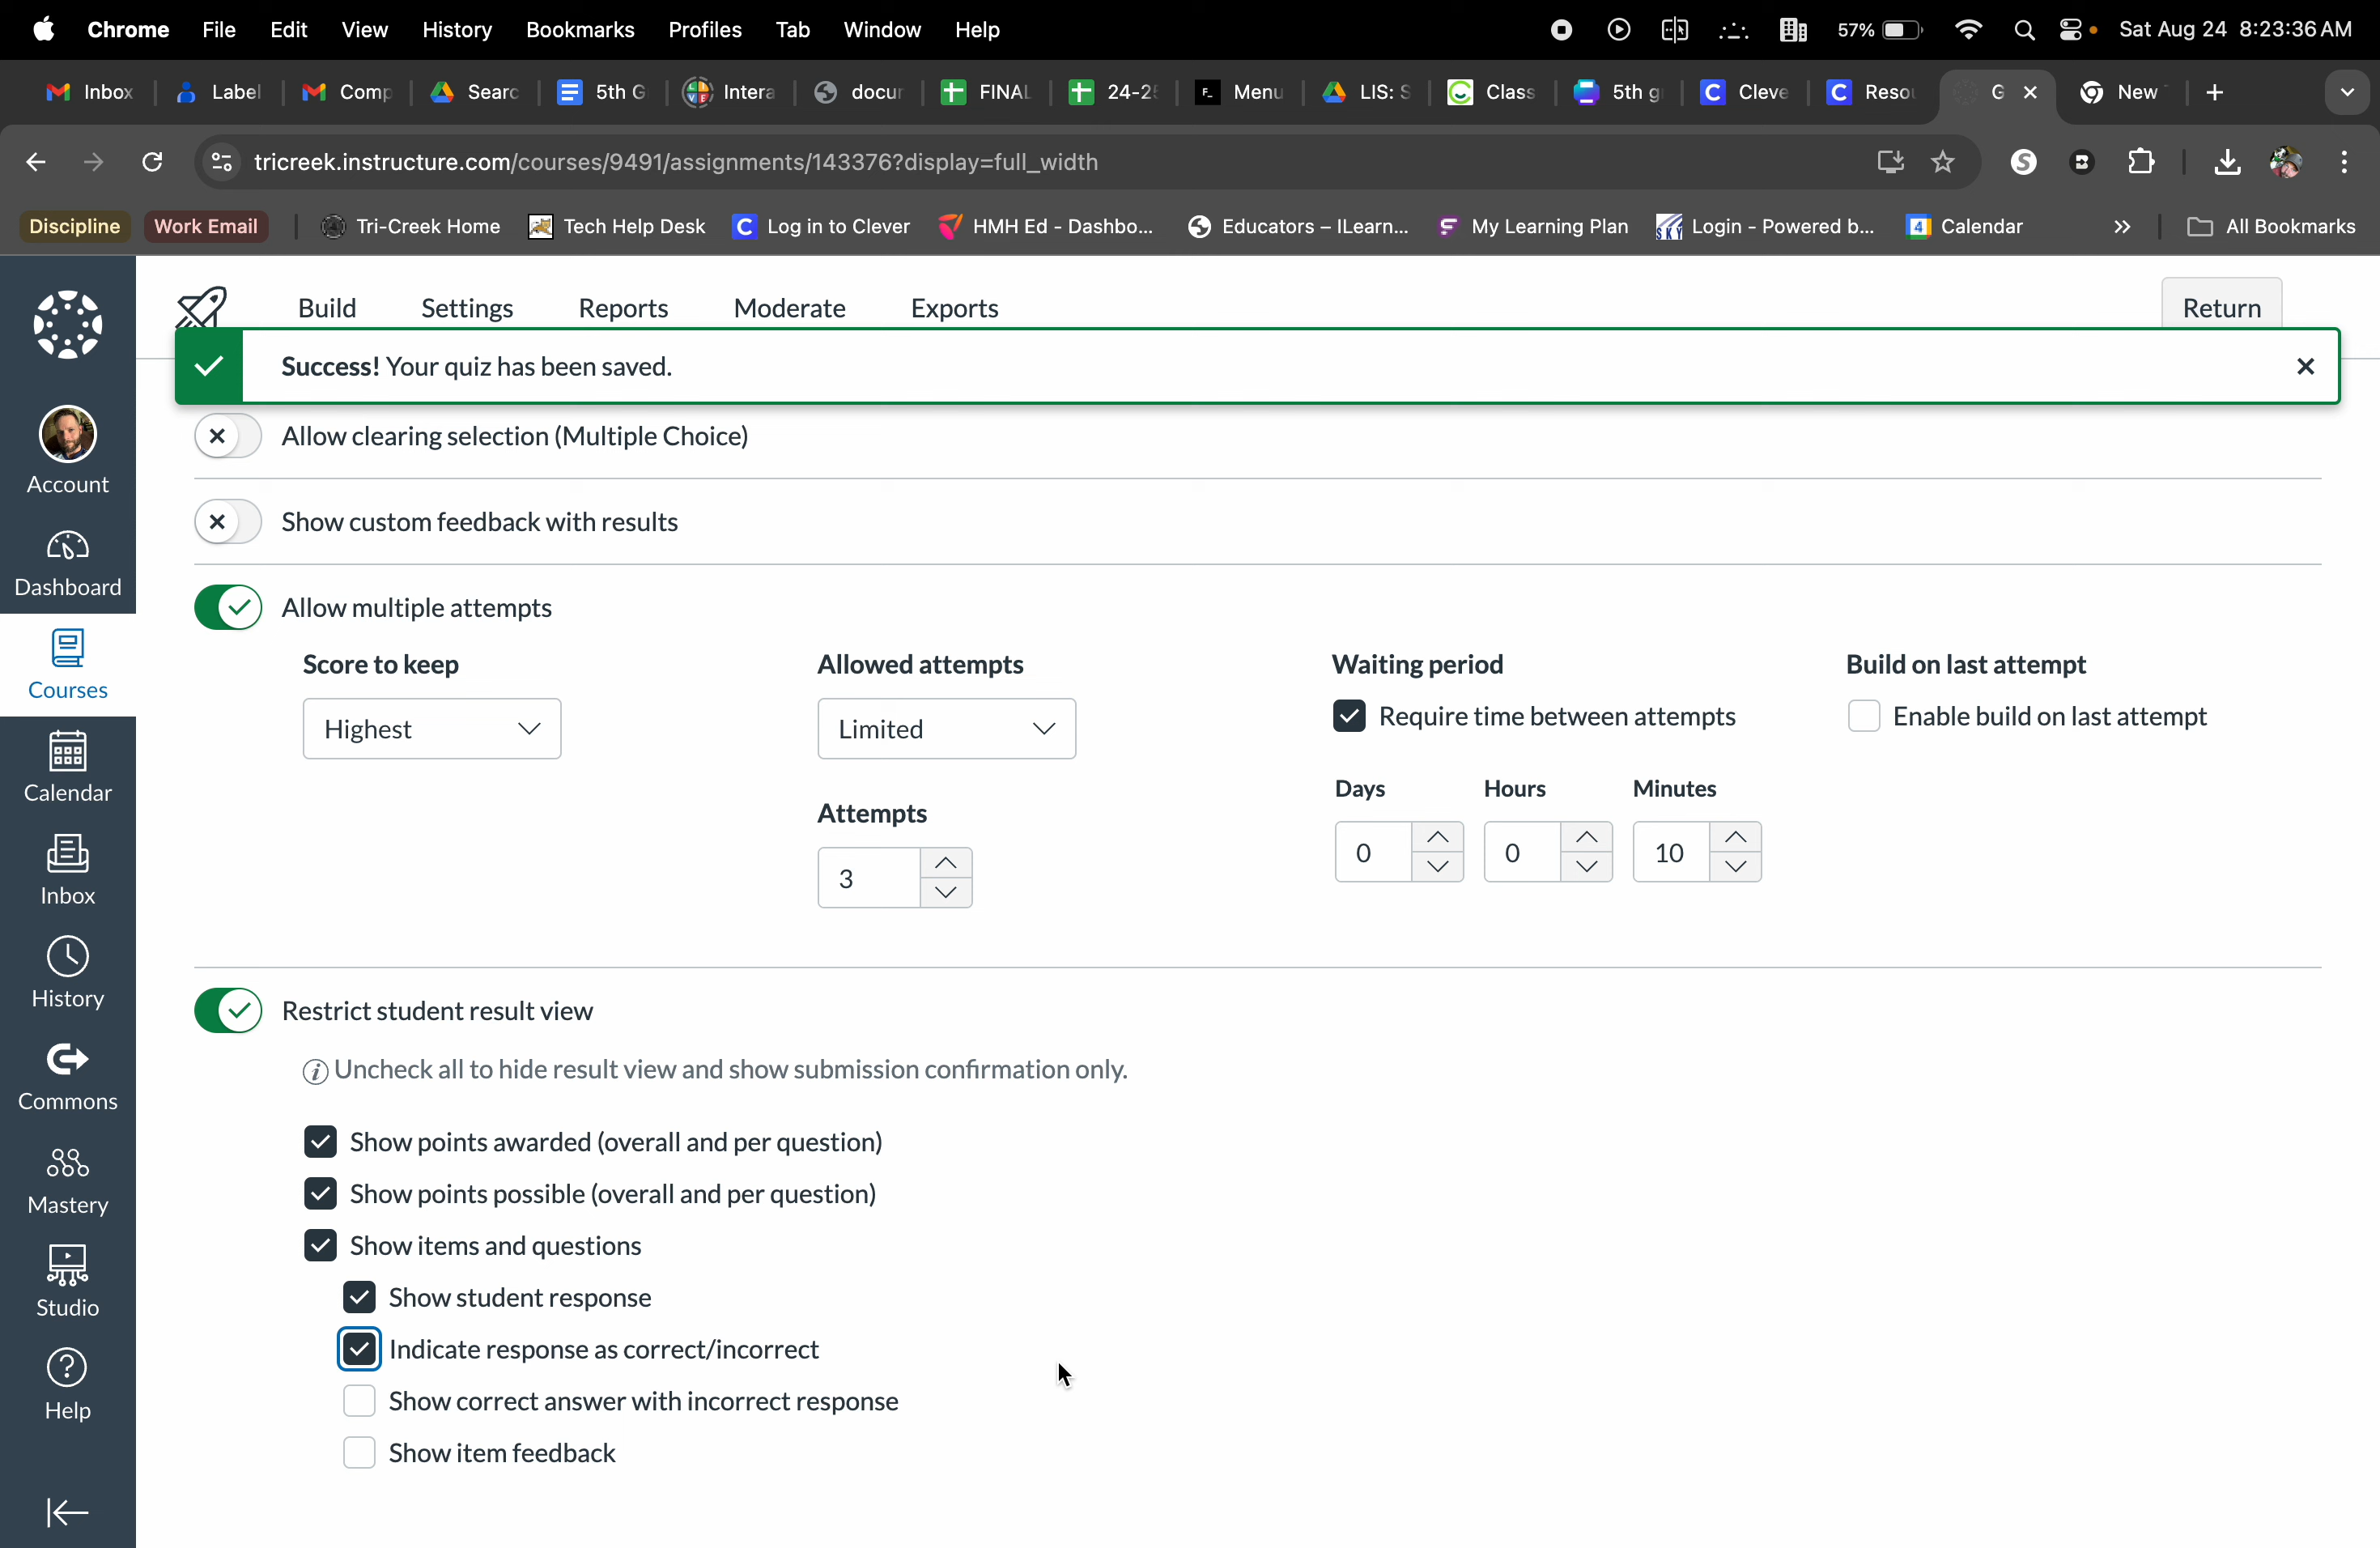 Chrome File Edit View History Bookmarks Profiles Tab Window Help 57% Sat Aug 24 8:23:36 AM
Inbox Label Comp Searc 5th G Intera docur FINAL 24-2 Menu LIS: S Class 5th g Cleve Resou G New
tricreek.instructure.com/courses/9491/assignments/143376?display=full_width
Discipline Work Email Tri-Creek Home Tech Help Desk Log in to Clever HMH Ed - Dashbo... Educators – ILearn... My Learning Plan Login - Powered b... Calendar All Bookmarks
Build Settings Reports Moderate Exports Return
Success! Your quiz has been saved.
Allow clearing selection (Multiple Choice)
Account
Show custom feedback with results
Dashboard
Allow multiple attempts
Score to keep Allowed attempts Waiting period Build on last attempt
Courses
Highest Limited Require time between attempts Enable build on last attempt
Calendar
Days Hours Minutes
Attempts
0 0 10
3
Inbox
History
Restrict student result view
Uncheck all to hide result view and show submission confirmation only.
Commons
Show points awarded (overall and per question)
Show points possible (overall and per question)
Mastery
Show items and questions
Show student response
Studio
Indicate response as correct/incorrect
Show correct answer with incorrect response
Help
Show item feedback